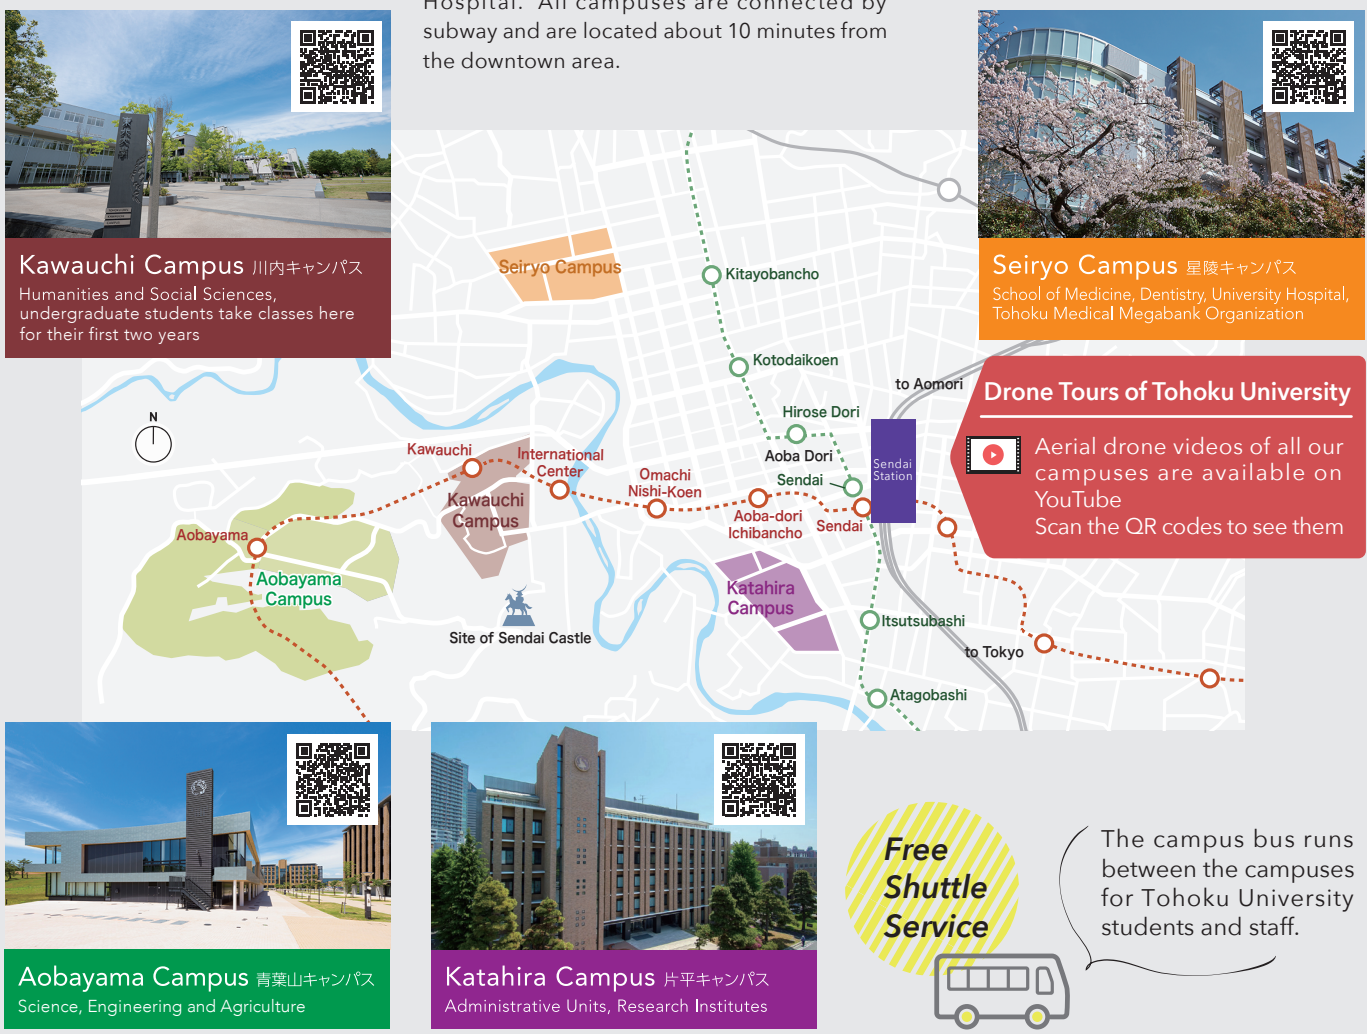 Hospital. All campuses are connected by
subway and are located about 10 minutes from
the downtown area.
Kawauchi Campus 川内キャンパス
Humanities and Social Sciences,
undergraduate students take classes here
for their first two years
Seiryo Campus 星陵キャンパス
School of Medicine, Dentistry, University Hospital,
Tohoku Medical Megabank Organization
Drone Tours of Tohoku University
Aerial drone videos of all our
campuses are available on
YouTube
Scan the QR codes to see them
Seiryo Campus
Kitayobancho
Kotodaikoen
to Aomori
Hirose Dori
Aoba Dori
Sendai
Sendai
Station
N
Kawauchi
International
Center
Omachi
Nishi-Koen
Kawauchi
Campus
Aoba-dori
Ichibancho
Sendai
Aobayama
Aobayama
Campus
Katahira
Campus
Site of Sendai Castle
Itsutsubashi
to Tokyo
Atagobashi
Aobayama Campus 青葉山キャンパス
Science, Engineering and Agriculture
Katahira Campus 片平キャンパス
Administrative Units, Research Institutes
Free
Shuttle
Service
The campus bus runs
between the campuses
for Tohoku University
students and staff.